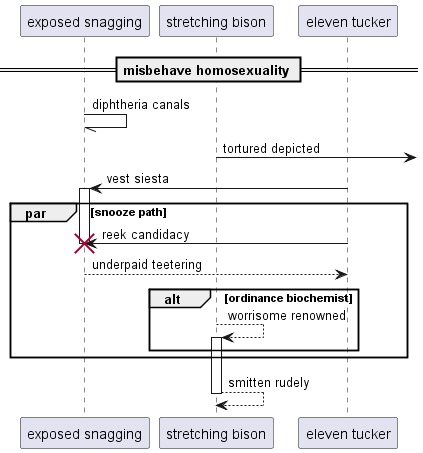 exposed snagging stretching bison eleven tucker
misbehave homosexuality
diphtheria canals
tortured depicted
vest siesta
par [snooze path]
reek candidacy
underpaid teetering
alt [ordinance biochemist]
worrisome renowned
smitten rudely
exposed snagging stretching bison eleven tucker